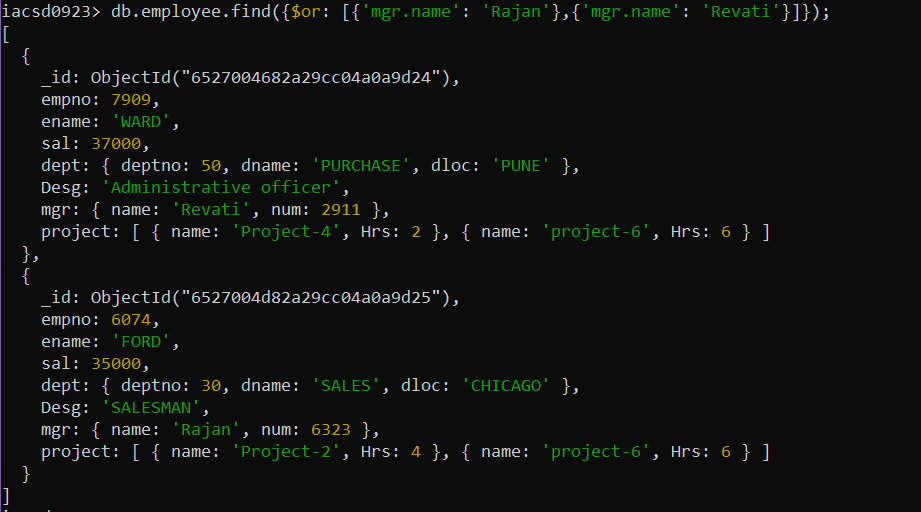 iacsd0923> db.employee.find({$or: [{'mgr.name': 'Rajan'},{'mgr.name': 'Revati'}]});
[
  {
    _id: ObjectId("6527004682a29cc04a0a9d24"),
    empno: 7909,
    ename: 'WARD',
    sal: 37000,
    dept: { deptno: 50, dname: 'PURCHASE', dloc: 'PUNE' },
    Desg: 'Administrative officer',
    mgr: { name: 'Revati', num: 2911 },
    project: [ { name: 'Project-4', Hrs: 2 }, { name: 'project-6', Hrs: 6 } ]
  },
  {
    _id: ObjectId("6527004d82a29cc04a0a9d25"),
    empno: 6074,
    ename: 'FORD',
    sal: 35000,
    dept: { deptno: 30, dname: 'SALES', dloc: 'CHICAGO' },
    Desg: 'SALESMAN',
    mgr: { name: 'Rajan', num: 6323 },
    project: [ { name: 'Project-2', Hrs: 4 }, { name: 'project-6', Hrs: 6 } ]
  }
]